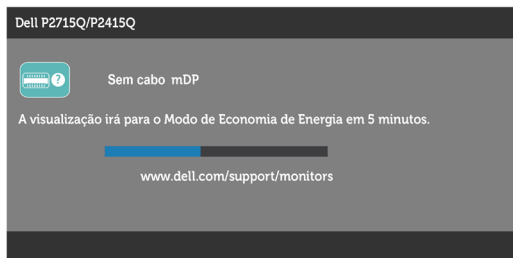 Dell P2715Q/P2415Q
?
Sem cabo mDP
A visualização irá para o Modo de Economia de Energia em 5 minutos.
www.dell.com/support/monitors